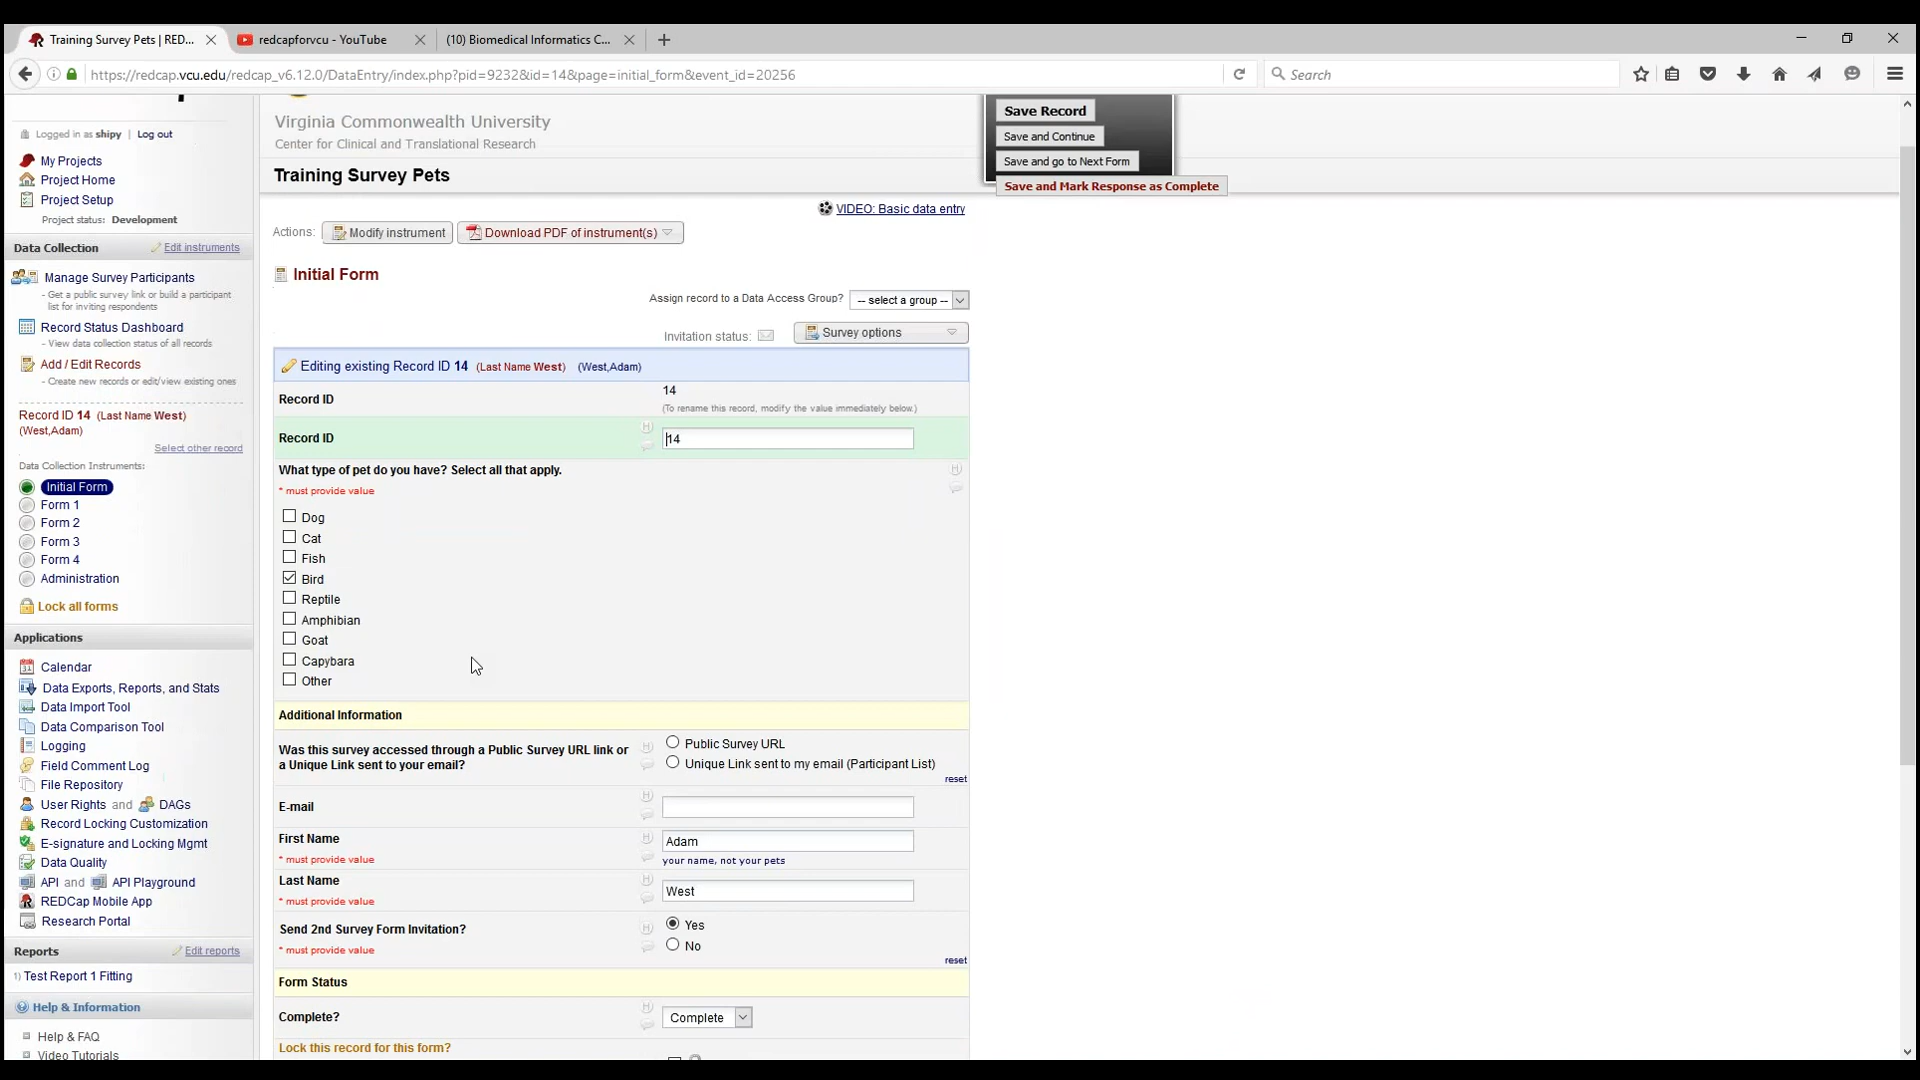 Training Survey Pets | RED...
redcapforvcu - YouTube
(10) Biomedical Informatics C...
https://redcap.vcu.edu/redcap_v6.12.0/DataEntry/index.php?pid=9232&id=14&page=initial_form&event_id=20256
Search
Logged in as shipy | Log out
My Projects
Project Home
Project Setup
Project status: Development
Data Collection
Edit instruments
Manage Survey Participants
- Get a public survey link or build a participant
list for inviting respondents
Record Status Dashboard
- View data collection status of all records
Add / Edit Records
- Create new records or edit/view existing ones
Record ID 14 (Last Name West)
(West,Adam)
Select other record
Data Collection Instruments:
Initial Form
Form 1
Form 2
Form 3
Form 4
Administration
Lock all forms
Applications
Calendar
Data Exports, Reports, and Stats
Data Import Tool
Data Comparison Tool
Logging
Field Comment Log
File Repository
User Rights and DAGs
Record Locking Customization
E-signature and Locking Mgmt
Data Quality
API and API Playground
REDCap Mobile App
Research Portal
Reports
Edit reports
1) Test Report 1 Fitting
Help & Information
Help & FAQ
Video Tutorials
Virginia Commonwealth University
Center for Clinical and Translational Research
Training Survey Pets
Save Record
Save and Continue
Save and go to Next Form
Save and Mark Response as Complete
VIDEO: Basic data entry
Actions: Modify instrument Download PDF of instrument(s)
Initial Form
Assign record to a Data Access Group? -- select a group --
Invitation status: Survey options
Editing existing Record ID 14 (Last Name West) (West,Adam)
Record ID 14
(To rename this record, modify the value immediately below.)
Record ID 14
What type of pet do you have? Select all that apply.
* must provide value
Dog
Cat
Fish
Bird
Reptile
Amphibian
Goat
Capybara
Other
Additional Information
Was this survey accessed through a Public Survey URL link or
a Unique Link sent to your email?
Public Survey URL
Unique Link sent to my email (Participant List)
reset
E-mail
First Name
* must provide value
Adam
your name, not your pets
Last Name
* must provide value
West
Send 2nd Survey Form Invitation?
* must provide value
Yes
No
reset
Form Status
Complete? Complete
Lock this record for this form?